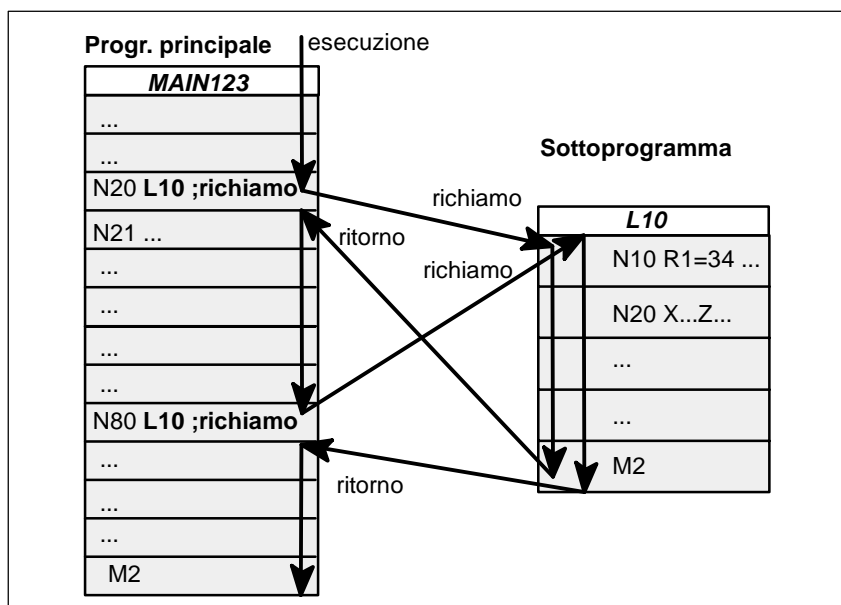 Progr. principale
esecuzione
MAIN123
...
...
N20 L10 ;richiamo
N21 ...
...
...
...
...
N80 L10 ;richiamo
...
...
...
M2
richiamo
ritorno
richiamo
ritorno
Sottoprogramma
L10
N10 R1=34 ...
N20 X...Z...
...
...
M2